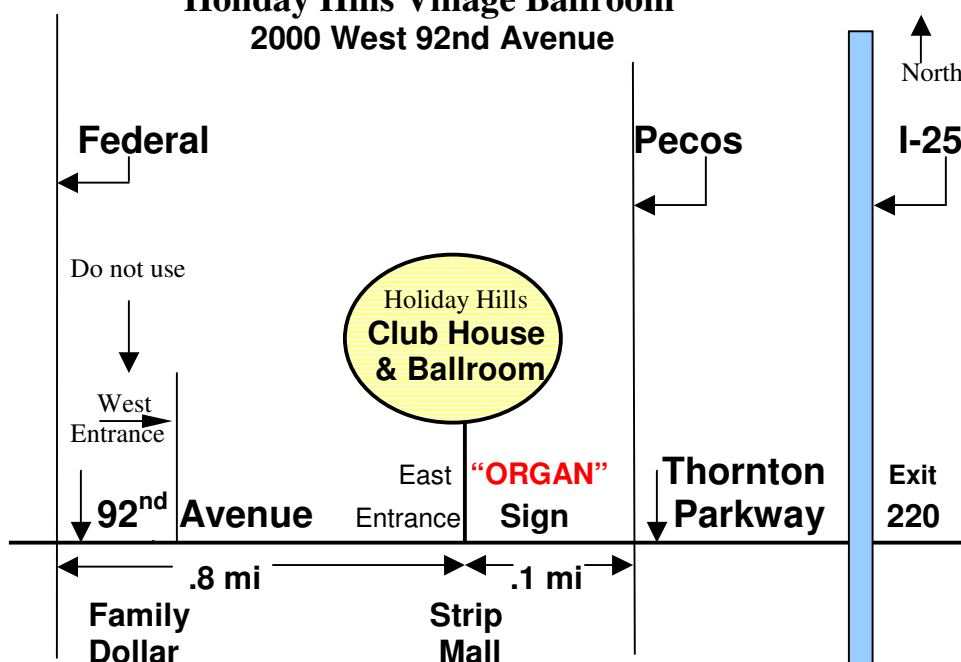 Holiday Hills Village Ballroom
2000 West 92nd Avenue
North
Federal
Pecos
I-25
Do not use
Holiday Hills
Club House
& Ballroom
West
Entrance
East
Entrance
“ORGAN”
Sign
Thornton
Parkway
Exit
220
92nd Avenue
.8 mi
.1 mi
Family
Dollar
Strip
Mall